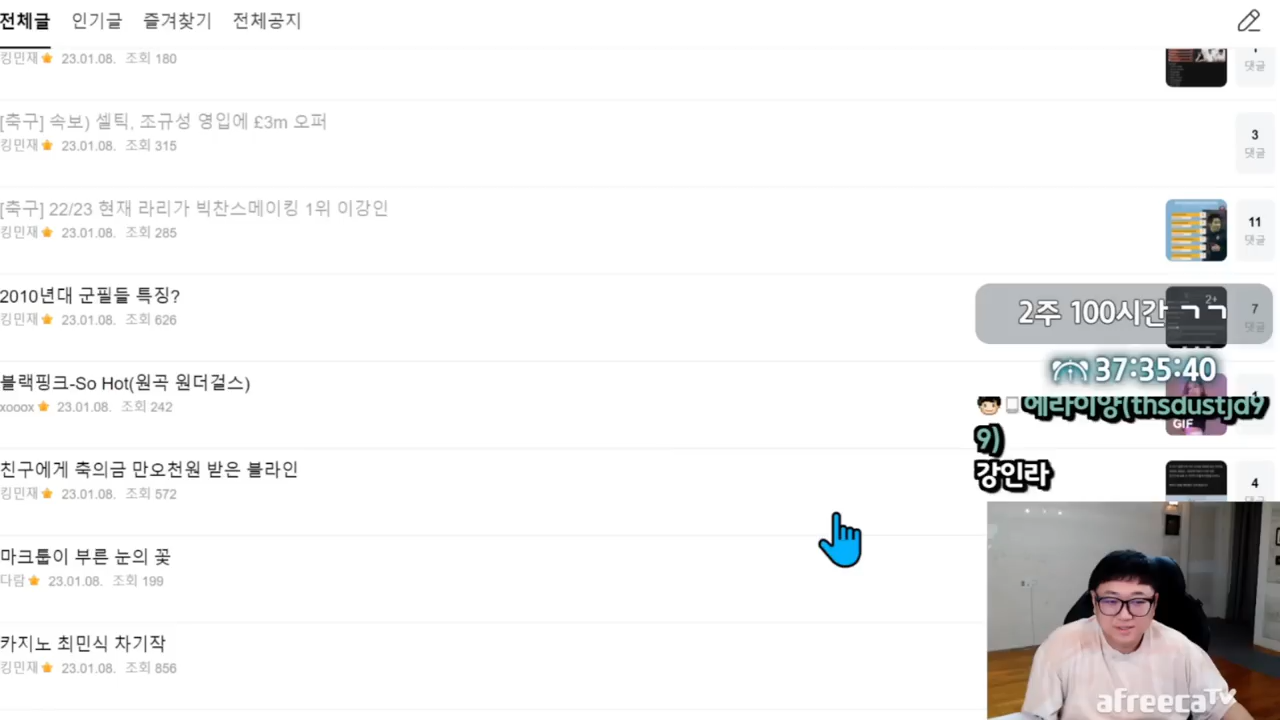 전체글 인기글 즐겨찾기 전체공지
킹민재 23.01.08. 조회 180
댓글
[축구] 속보) 셀틱, 조규성 영입에 £3m 오퍼
킹민재 23.01.08. 조회 315
3
댓글
[축구] 22/23 현재 라리가 빅찬스메이킹 1위 이강인
킹민재 23.01.08. 조회 285
11
댓글
2010년대 군필들 특징?
킹민재 23.01.08. 조회 626
2+
7
댓글
2주 100시간 ㄱㄱ
37:35:40
블랙핑크-So Hot(원곡 원더걸스)
xooox 23.01.08. 조회 242
GIF
에라이양(thsdustjd9
9)
강인라
친구에게 축의금 만오천원 받은 블라인
킹민재 23.01.08. 조회 572
4
마크툽이 부른 눈의 꽃
다람 23.01.08. 조회 199
카지노 최민식 차기작
킹민재 23.01.08. 조회 856
afreecaTV